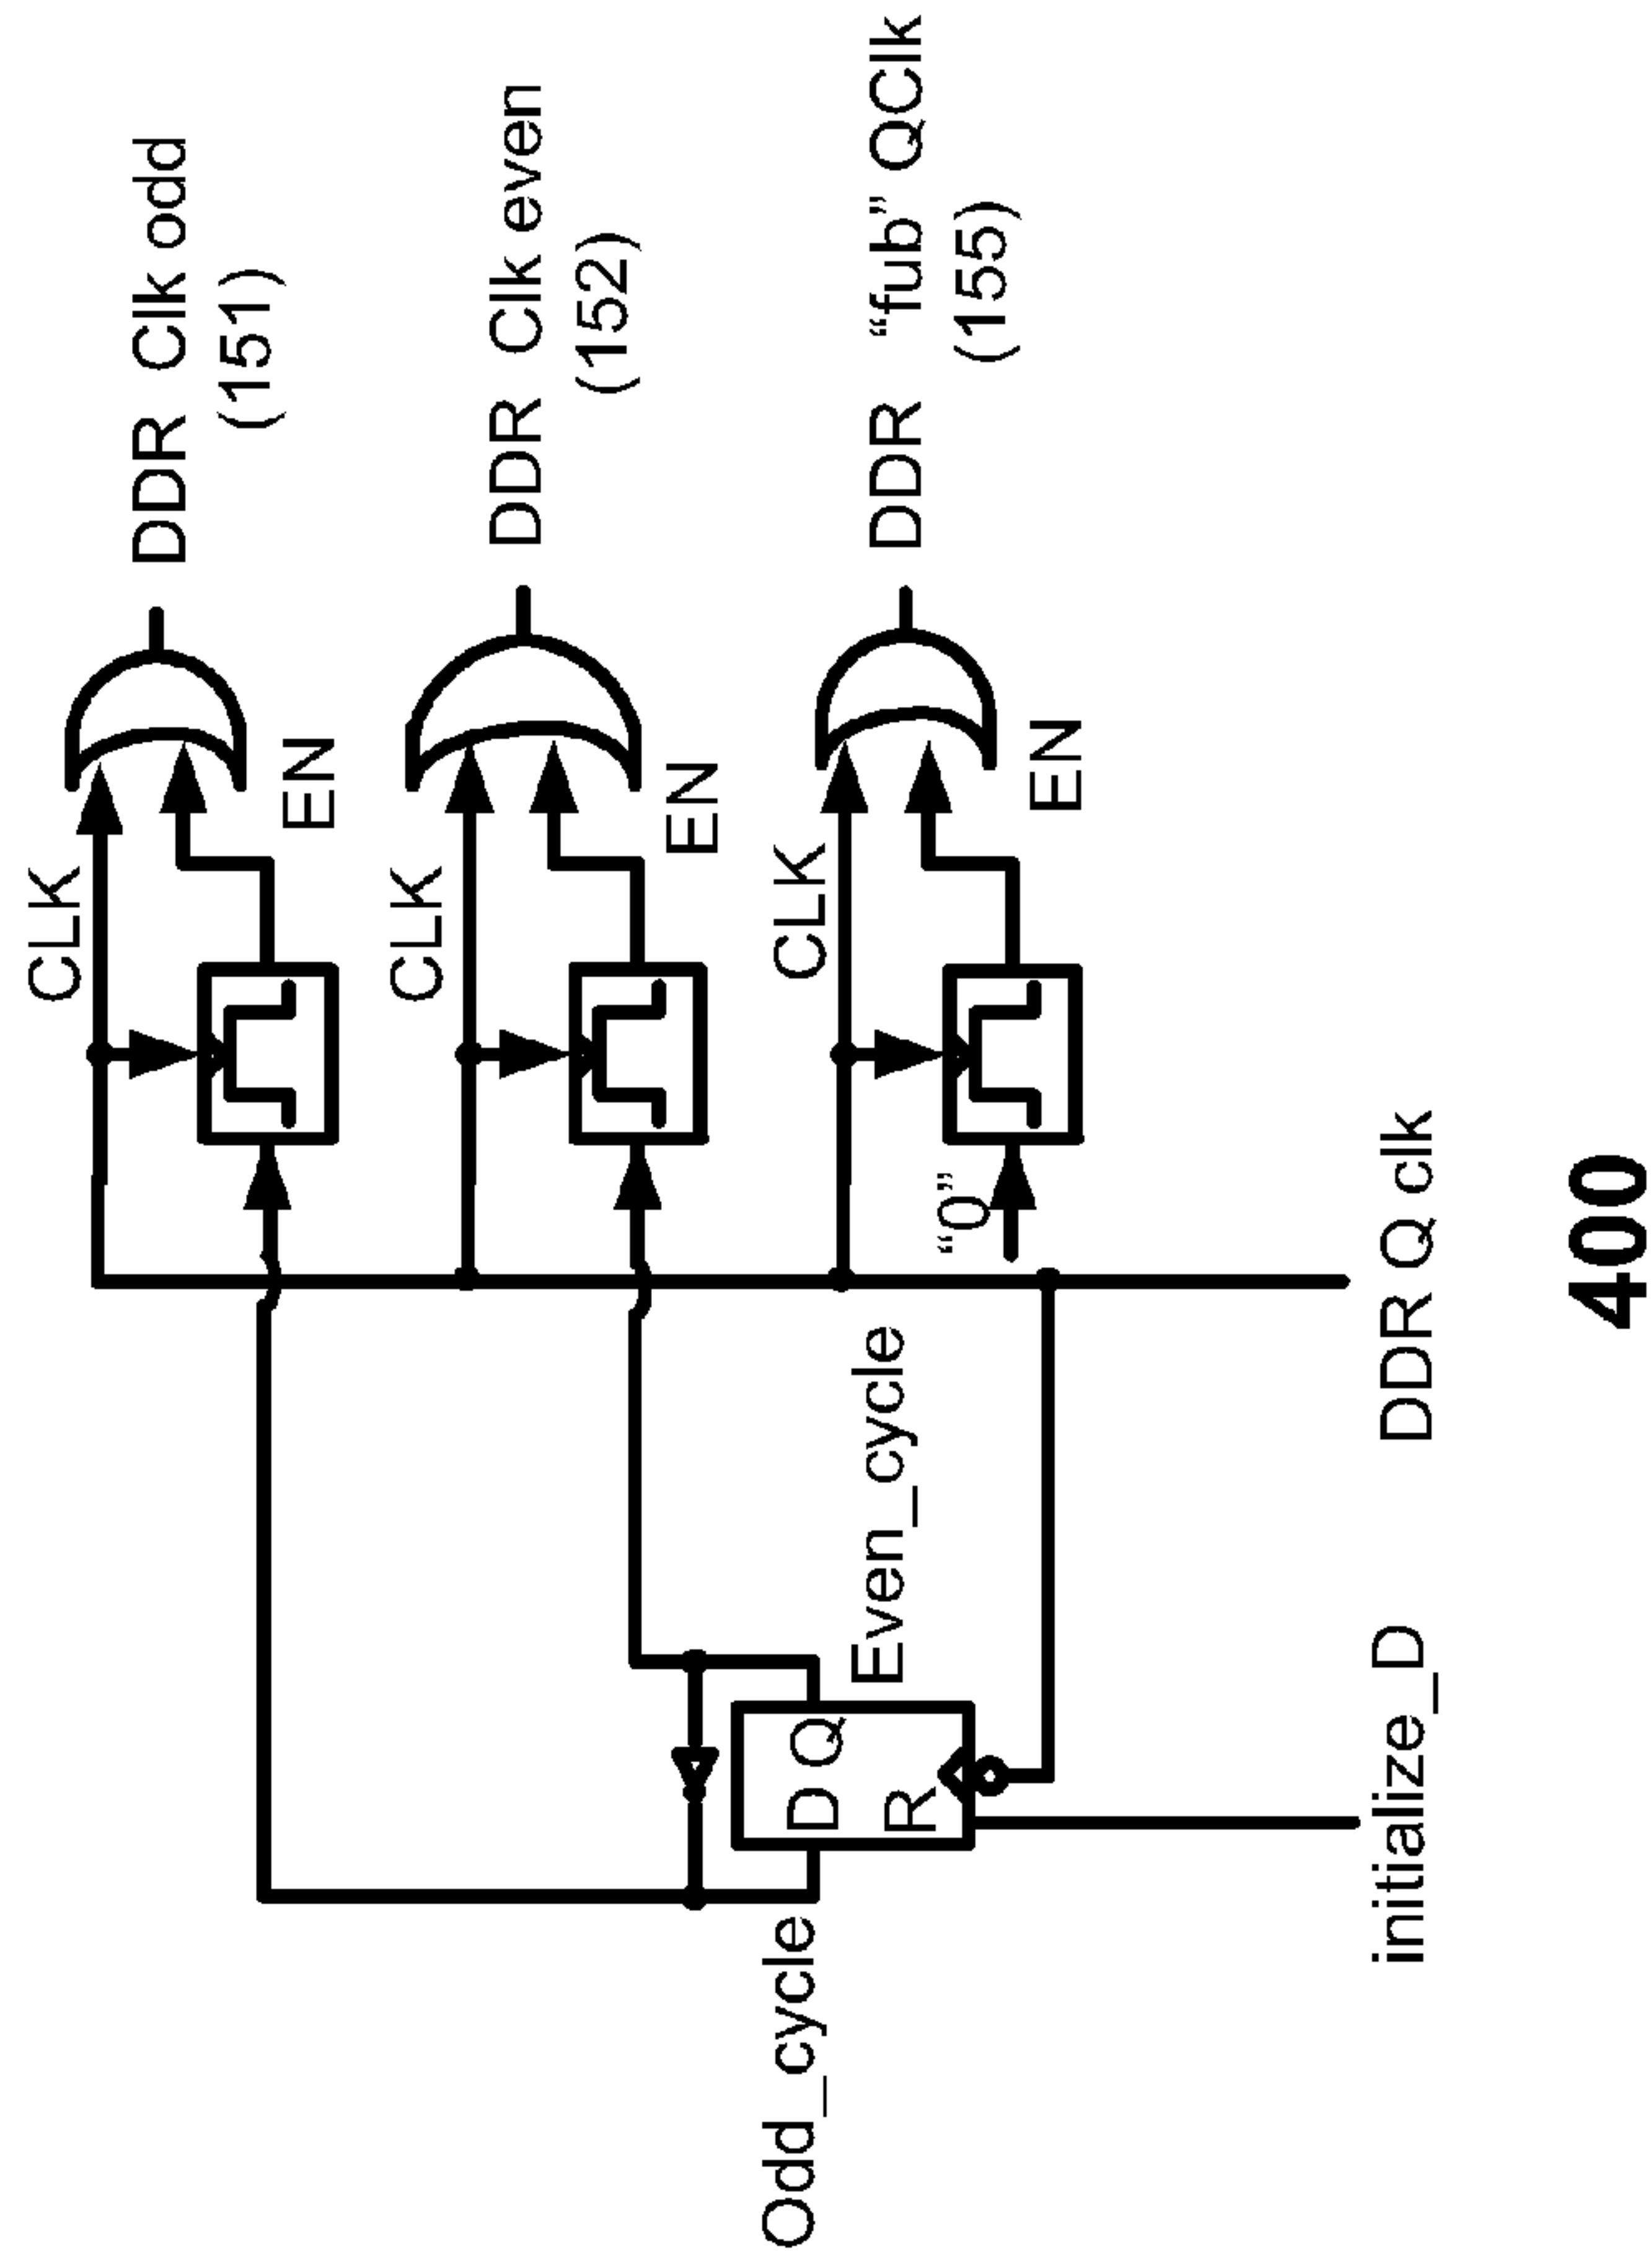 CLK
DDR Clk odd
(151)
EN
CLK
DDR Clk even
(152)
EN
CLK
DDR "fub" QClk
(155)
EN
“0”
Odd_cycle
D Q
R
Even_cycle
initialize_D
DDR Q clk
400